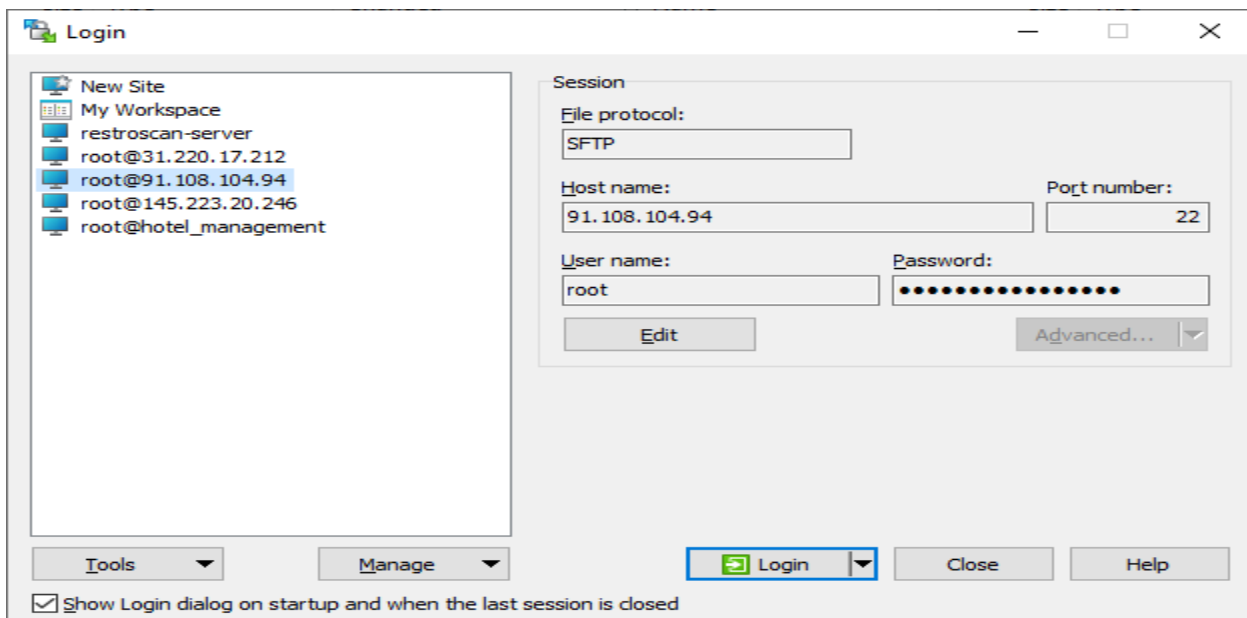 Login
New Site
My Workspace
restroscan-server
root@31.220.17.212
root@91.108.104.94
root@145.223.20.246
root@hotel_management
Session
File protocol:
SFTP
Host name:
Port number:
91.108.104.94
22
User name:
Password:
root
●●●●●●●●●●●●●●●●
Edit
Advanced...
Tools
Manage
Login
Close
Help
Show Login dialog on startup and when the last session is closed